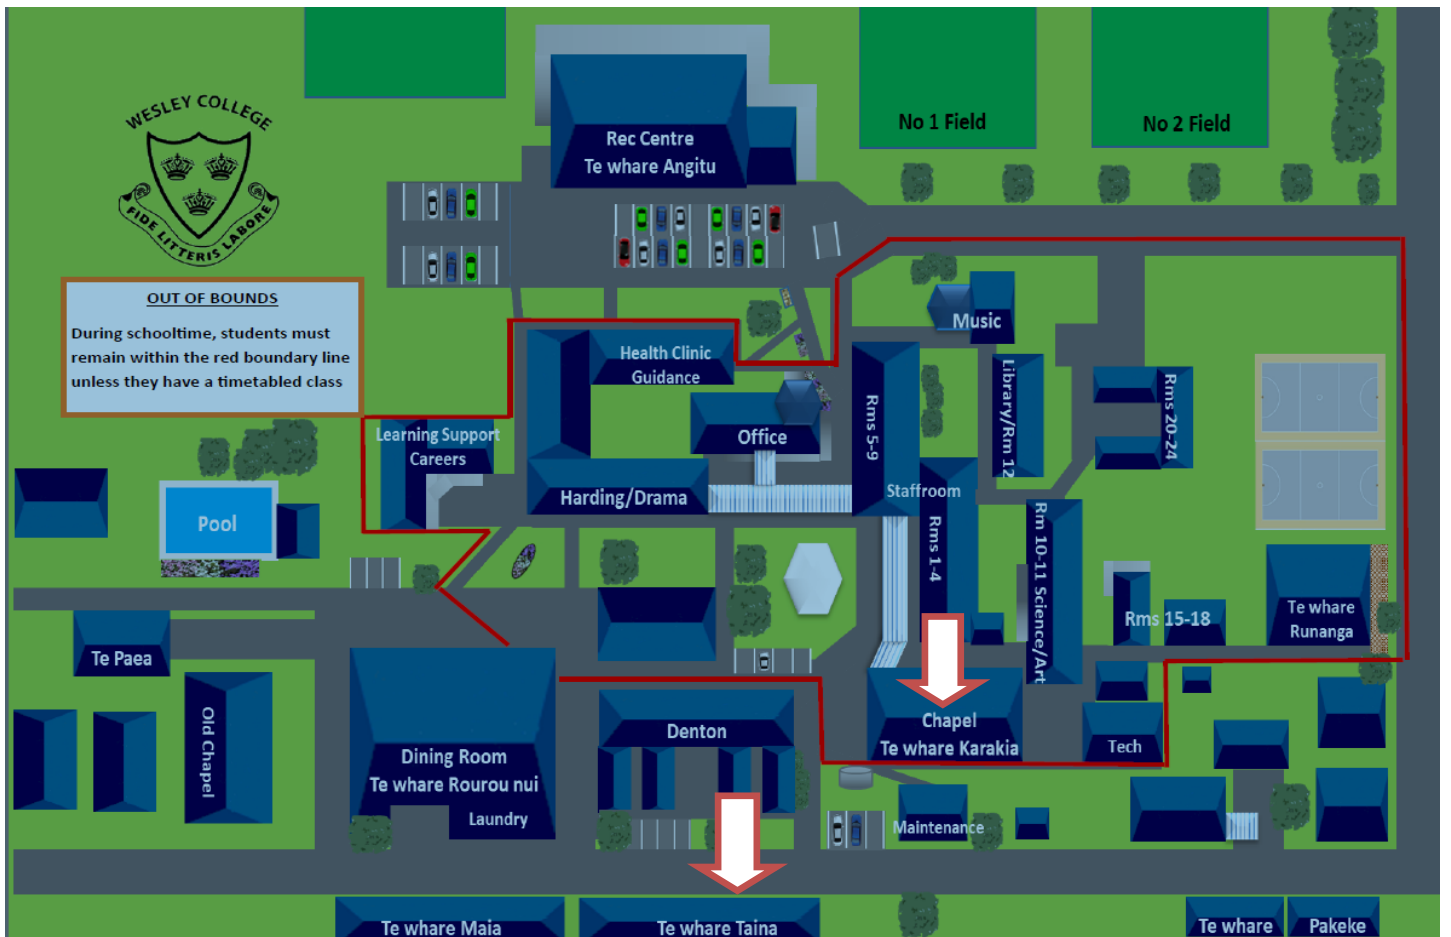 WESLEY COLLEGE
FIDE LITTERIS LABORE
OUT OF BOUNDS
During schooltime, students must
remain within the red boundary line
unless they have a timetabled class
Rec Centre
Te whare Angitu
No 1 Field
No 2 Field
Music
Health Clinic
Guidance
Learning Support
Careers
Office
Rms 5-9
Library/Rm 12
Rms 20-24
Harding/Drama
Staffroom
Pool
Rms 1-4
Rm 10-11 Science/Art
Rms 15-18
Te whare
Runanga
Te Paea
Old Chapel
Dining Room
Te whare Rourou nui
Laundry
Denton
Chapel
Te whare Karakia
Tech
Maintenance
Te whare Maia
Te whare Taina
Te whare
Pakeke